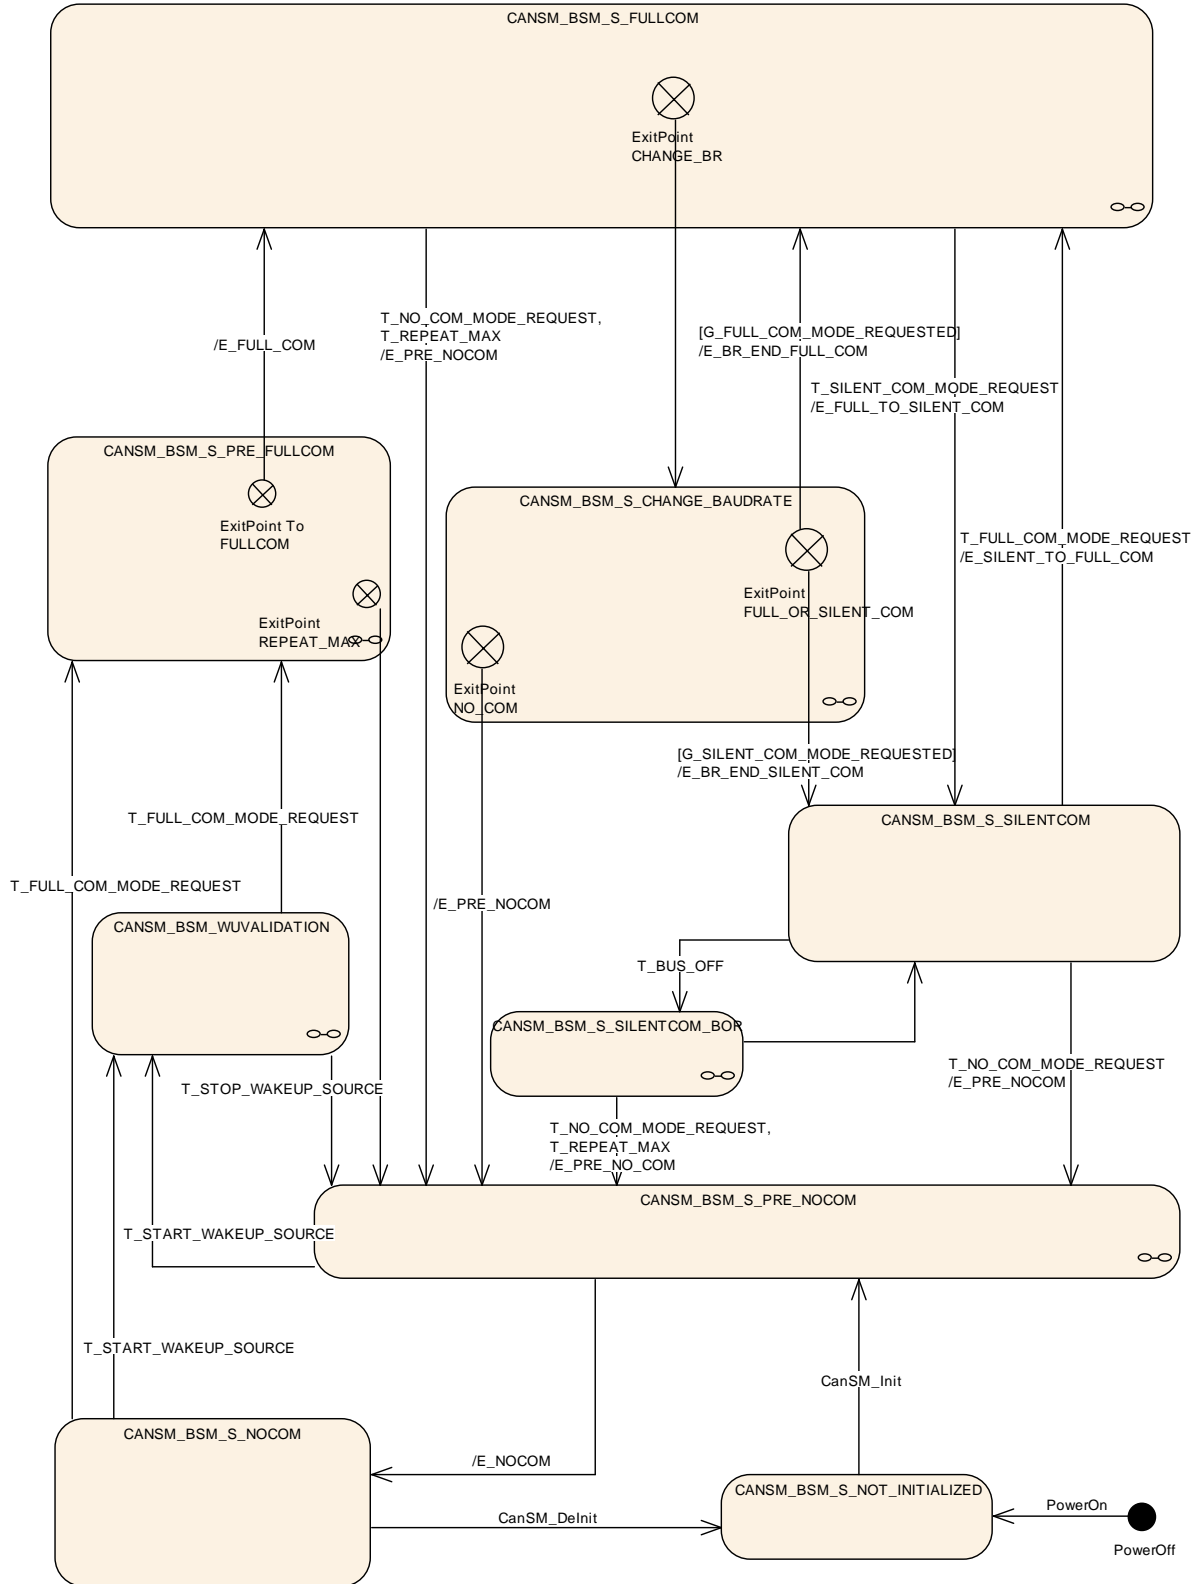 CANSM_BSM_S_FULLCOM
ExitPoint
CHANGE_BR
T_NO_COM_MODE_REQUEST,
T_REPEAT_MAX
/E_PRE_NOCOM
/E_FULL_COM
[G_FULL_COM_MODE_REQUESTED]
/E_BR_END_FULL_COM
T_SILENT_COM_MODE_REQUEST
/E_FULL_TO_SILENT_COM
CANSM_BSM_S_PRE_FULLCOM
ExitPoint To
FULLCOM
ExitPoint
REPEAT_MAX
CANSM_BSM_S_CHANGE_BAUDRATE
ExitPoint
FULL_OR_SILENT_COM
ExitPoint
NO_COM
T_FULL_COM_MODE_REQUEST
/E_SILENT_TO_FULL_COM
[G_SILENT_COM_MODE_REQUESTED]
/E_BR_END_SILENT_COM
T_FULL_COM_MODE_REQUEST
CANSM_BSM_S_SILENTCOM
T_FULL_COM_MODE_REQUEST
/E_PRE_NOCOM
CANSM_BSM_WUVALIDATION
T_BUS_OFF
CANSM_BSM_S_SILENTCOM_BOR
T_NO_COM_MODE_REQUEST
/E_PRE_NOCOM
T_STOP_WAKEUP_SOURCE
T_NO_COM_MODE_REQUEST,
T_REPEAT_MAX
/E_PRE_NO_COM
CANSM_BSM_S_PRE_NOCOM
T_START_WAKEUP_SOURCE
T_START_WAKEUP_SOURCE
CanSM_Init
CANSM_BSM_S_NOCOM
/E_NOCOM
CANSM_BSM_S_NOT_INITIALIZED
CanSM_DeInit
PowerOn
PowerOff